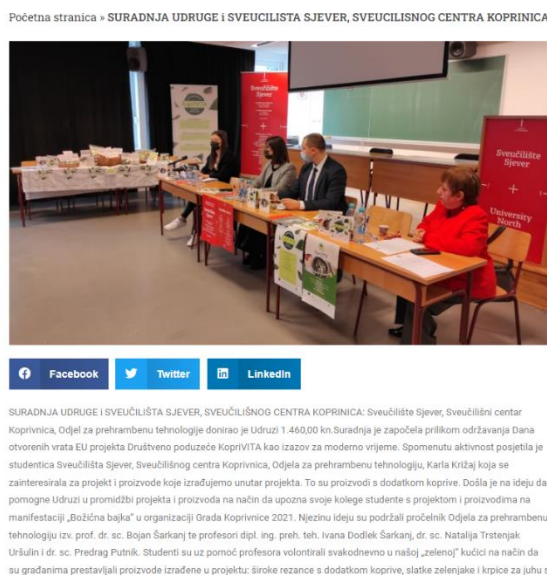 Početna stranica » SURADNJA UDRUGE i SVEUCILISTA SJEVER, SVEUCILISNOG CENTRA KOPRINICA
Sveučilište
Sjever
Sveučilište
Sjever
University
North
Facebook
Twitter
LinkedIn
SURADNJA UDRUGE i SVEUČILIŠTA SJEVER, SVEUČILIŠNOG CENTRA KOPRINICA: Sveučilište Sjever, Sveučilišni centar
Koprivnica, Odjel za prehrambenu tehnologije donirao je Udruzi 1.460,00 kn.Suradnja je započela prilikom održavanja Dana
otvorenih vrata EU projekta Društveno poduzeće KopriVITA kao izazov za moderno vrijeme. Spomenutu aktivnost posjetila je
studentica Sveučilišta Sjever, Sveučilišnog centra Koprivnica, Odjela za prehrambenu tehnologiju, Karla Križaj koja se
zainteresirala za projekt i proizvode koje izrađujemo unutar projekta. To su proizvodi s dodatkom koprive. Došla je na ideju da
pomogne Udruzi u promidžbi projekta i proizvoda na način da upozna svoje kolege studente s projektom i proizvodima na
manifestaciji „Božićna bajka" u organizaciji Grada Koprivnice 2021. Njezinu ideju su podržali pročelnik Odjela za prehrambenu
tehnologiju izv. prof. dr. sc. Bojan Šarkanj te profesori dipl. ing. preh. teh. Ivana Dodlek Šarkanj, dr. sc. Natalija Trstenjak
Uršulin i dr. sc. Predrag Putnik. Studenti su uz pomoć profesora volontirali svakodnevno u našoj „zelenoj" kućici na način da
su građanima prestavljali proizvode izrađene u projektu: široke rezance s dodatkom koprive, slatke zelenjake i krpice za juhu s